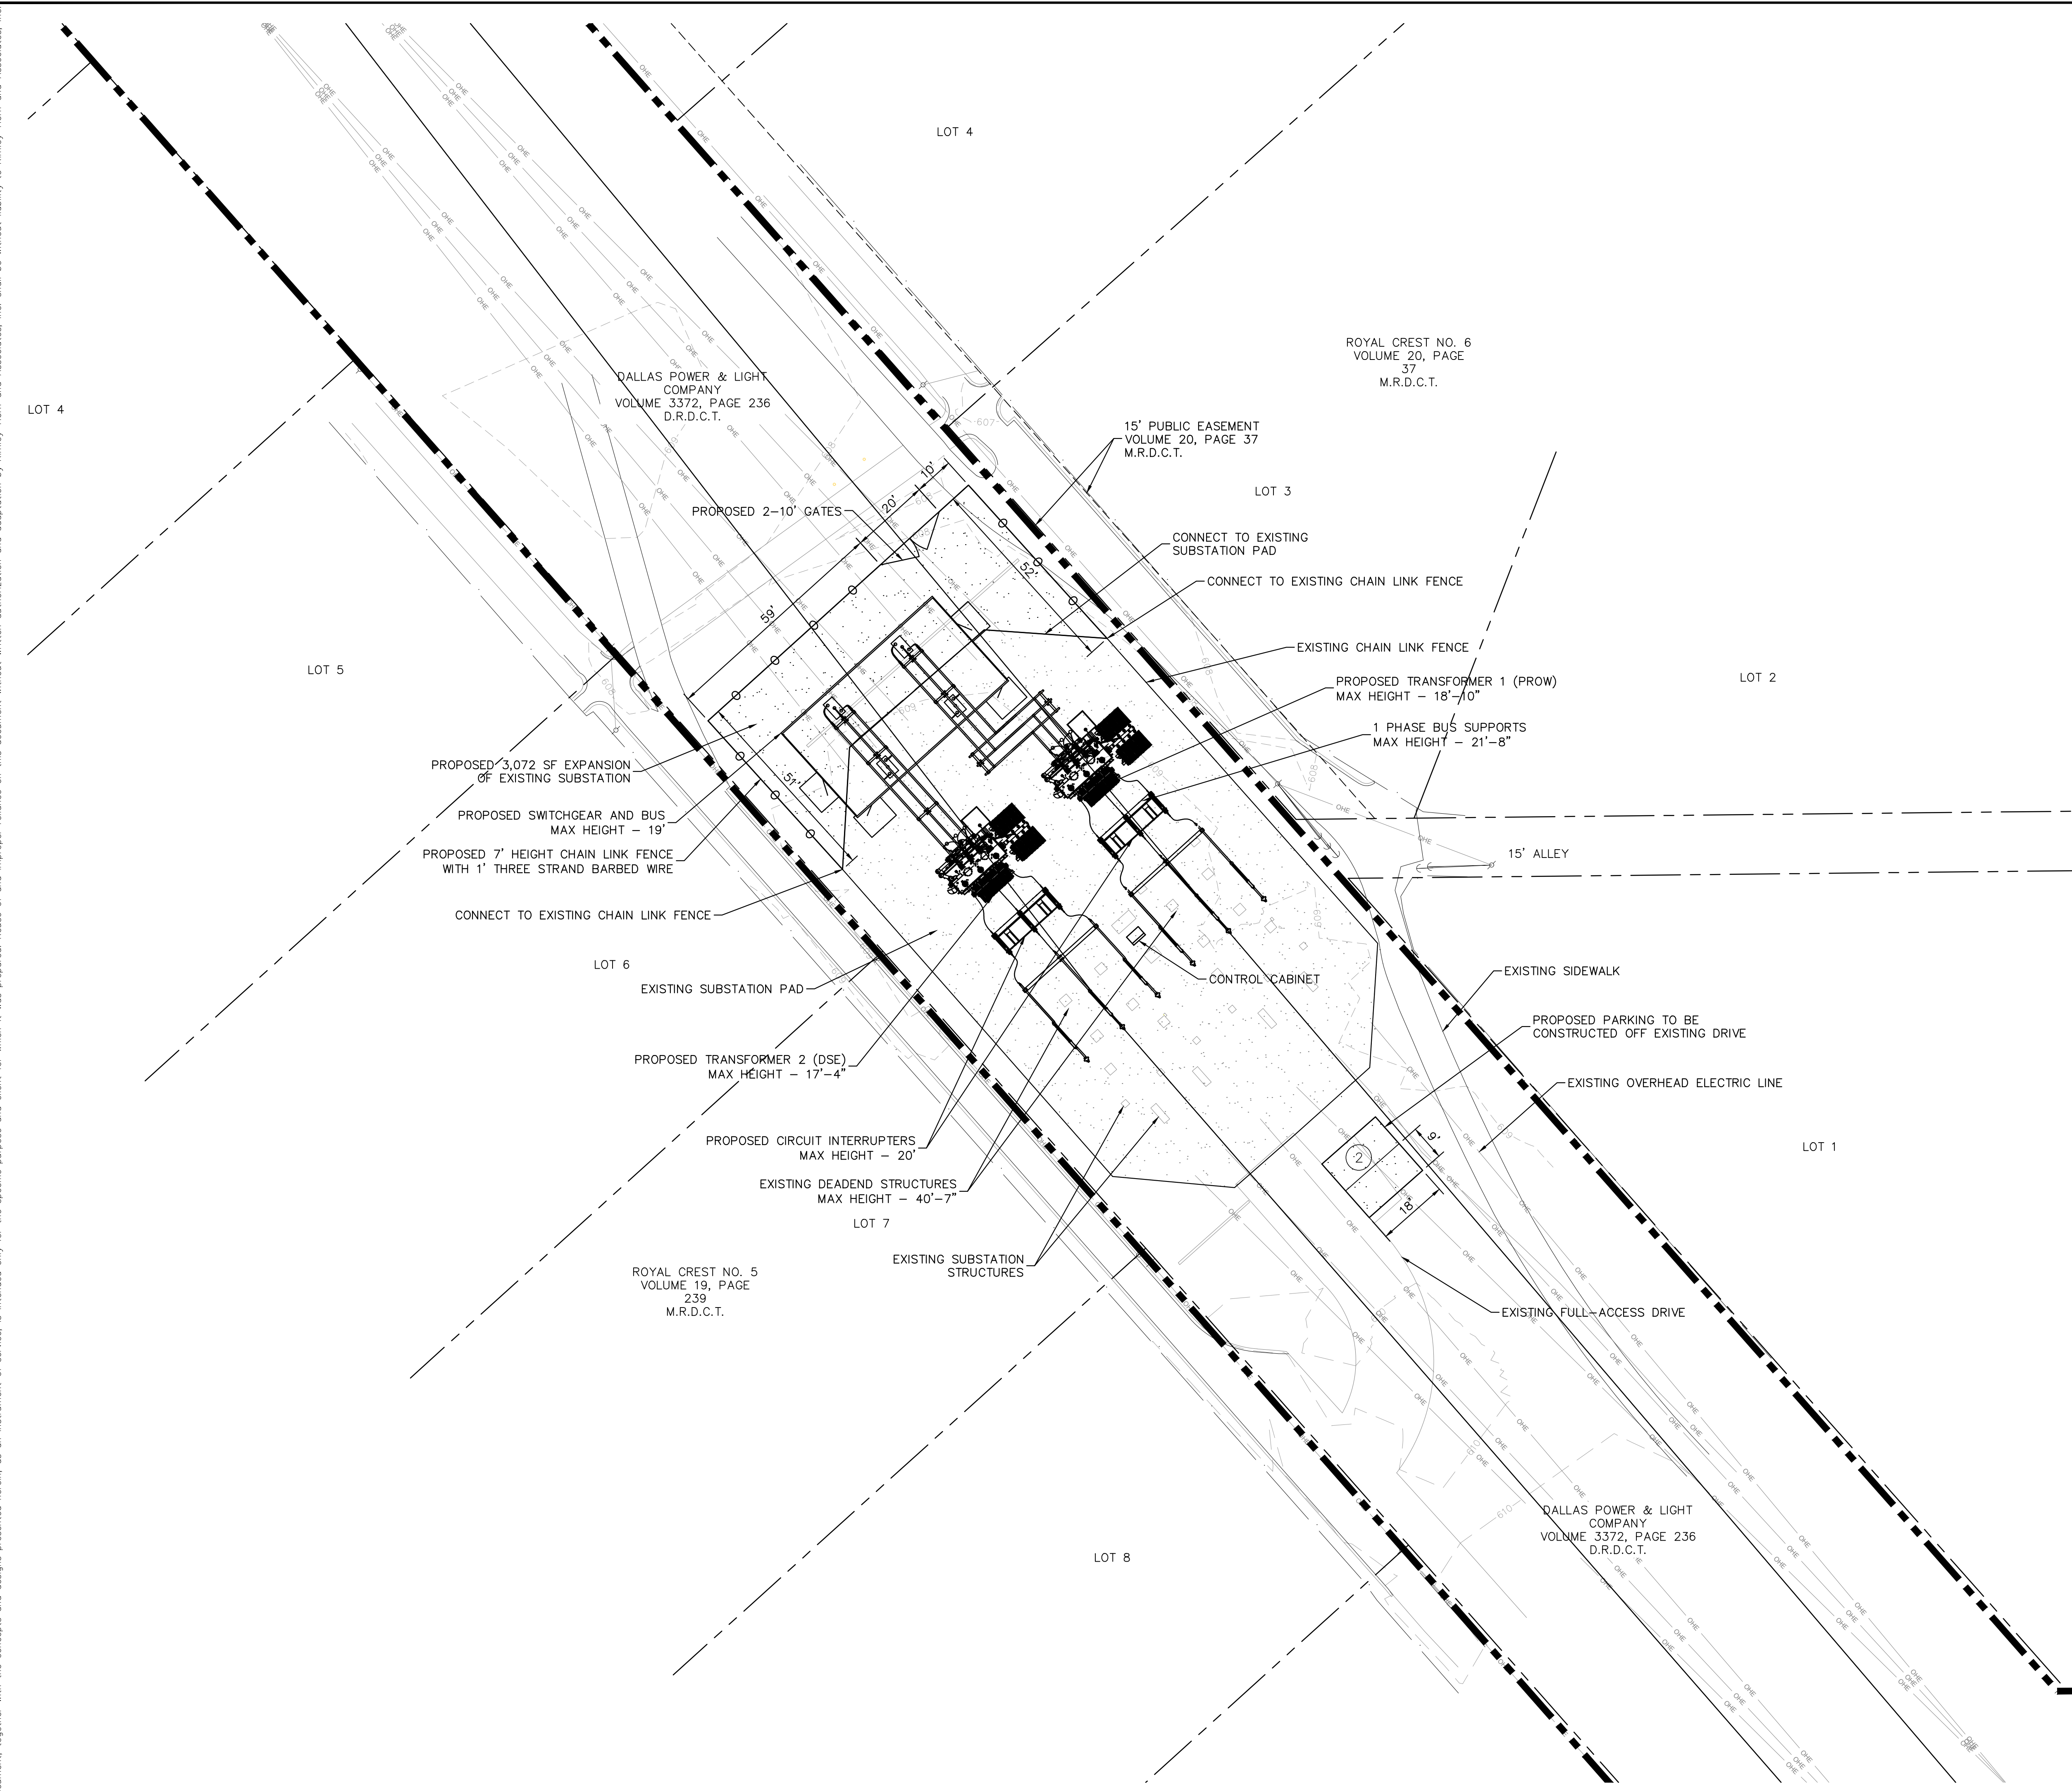 LOT 4
ROYAL CREST NO. 6
VOLUME 20, PAGE
37
M.R.D.C.T.
DALLAS POWER & LIGHT
COMPANY
VOLUME 3372, PAGE 236
D.R.D.C.T.
LOT 4
15' PUBLIC EASEMENT
VOLUME 20, PAGE 37
M.R.D.C.T.
607
10'
20'
LOT 3
PROPOSED 2-10' GATES
CONNECT TO EXISTING
SUBSTATION PAD
52'
CONNECT TO EXISTING CHAIN LINK FENCE
59'
EXISTING CHAIN LINK FENCE
LOT 5
LOT 2
PROPOSED TRANSFORMER 1 (PROW)
MAX HEIGHT - 18'-10"
608
609
1 PHASE BUS SUPPORTS
MAX HEIGHT - 21'-8"
PROPOSED 3,072 SF EXPANSION
OF EXISTING SUBSTATION
51'
608
PROPOSED SWITCHGEAR AND BUS
MAX HEIGHT - 19'
PROPOSED 7' HEIGHT CHAIN LINK FENCE
WITH 1' THREE STRAND BARBED WIRE
15' ALLEY
CONNECT TO EXISTING CHAIN LINK FENCE
609
LOT 6
EXISTING SUBSTATION PAD
CONTROL CABINET
EXISTING SIDEWALK
PROPOSED PARKING TO BE
CONSTRUCTED OFF EXISTING DRIVE
PROPOSED TRANSFORMER 2 (DSE)
MAX HEIGHT - 17'-4"
EXISTING OVERHEAD ELECTRIC LINE
609
PROPOSED CIRCUIT INTERRUPTERS
MAX HEIGHT - 20'
9'
2
LOT 1
EXISTING DEADEND STRUCTURES
MAX HEIGHT - 40'-7"
18'
LOT 7
EXISTING SUBSTATION
STRUCTURES
ROYAL CREST NO. 5
VOLUME 19, PAGE
239
M.R.D.C.T.
EXISTING FULL-ACCESS DRIVE
610
610
DALLAS POWER & LIGHT
COMPANY
VOLUME 3372, PAGE 236
D.R.D.C.T.
LOT 8
OHE